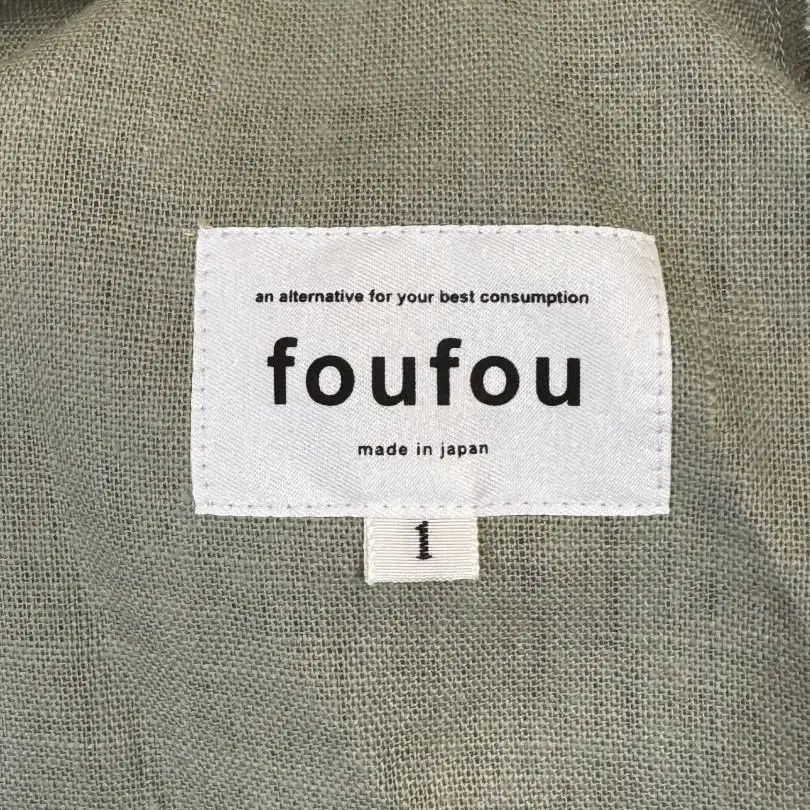 an alternative for your best consumption
foufou
made in japan
1